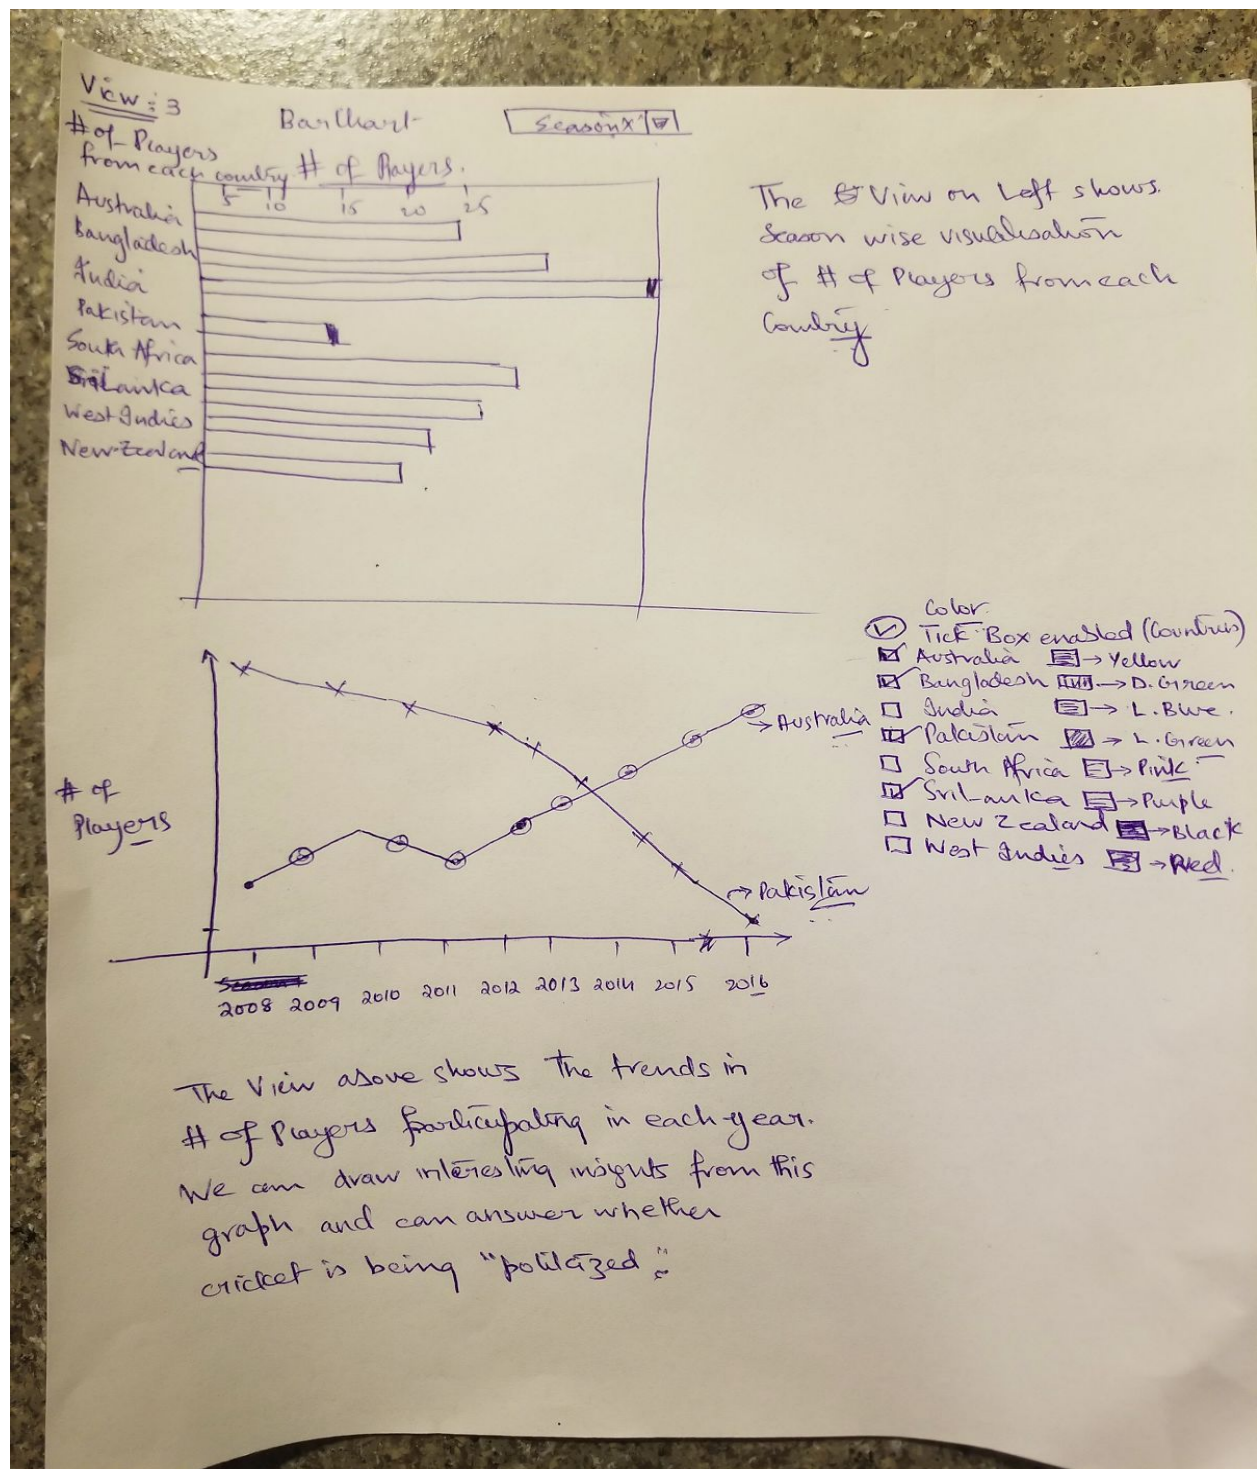 View: 3
# of Players
from each country
BarChart
SeasonX
# of Players.
5 10 15 20 25
Australia
Bangladesh
India
Pakistan
South Africa
SriLanka
West Indies
New Zealand
The View on Left shows.
Season wise visualisation
of # of Players from each
Country
Color.
Tick Box enabled (Countries)
Australia → Yellow
Bangladesh → D. Green
India → L. Blue.
Pakistan → L. Green
South Africa → Pink
SriLanka → Purple
New Zealand → Black
West Indies → Red.
# of
Players
→ Australia
→ Pakistan
2008 2009 2010 2011 2012 2013 2014 2015 2016
The View above shows the trends in
# of Players participating in each year.
We can draw interesting insights from this
graph and can answer whether
cricket is being "politized".